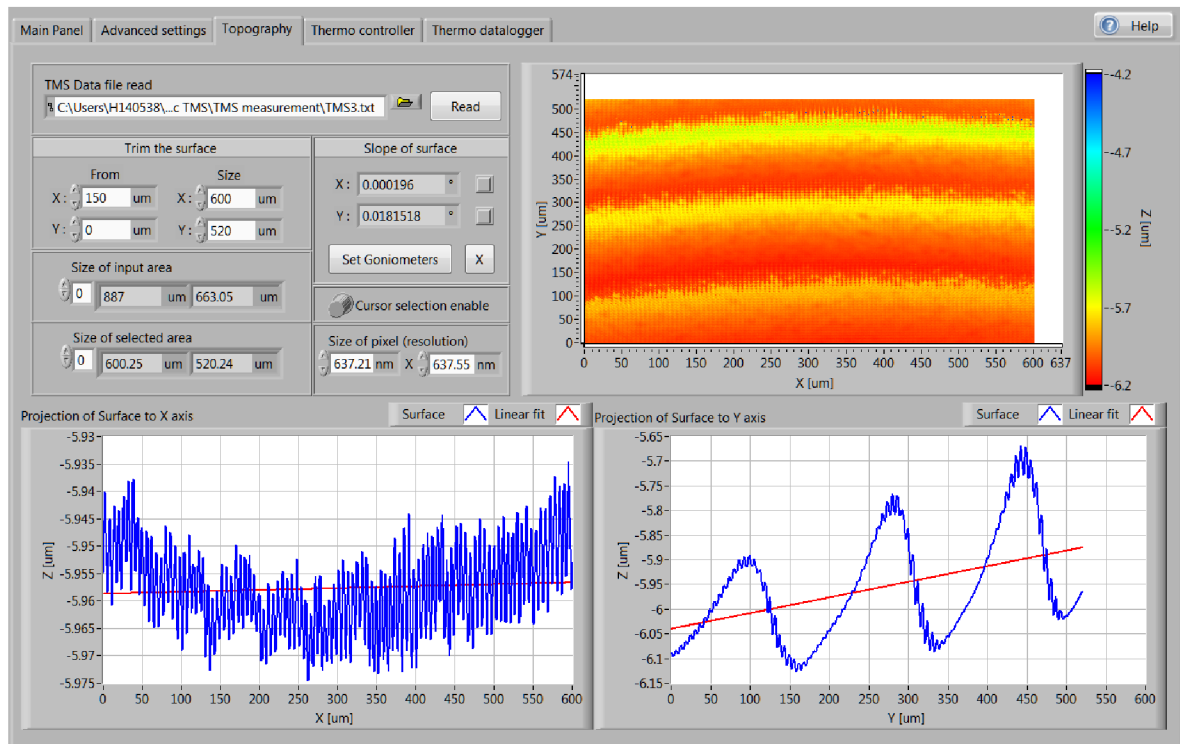 Main Panel Advanced settings Topography Thermo controller Thermo datalogger
Help
TMS Data file read
C:\Users\H140538\...c TMS\TMS measurement\TMS3.txt
Read
Trim the surface
From Size
X: 150 um X: 600 um
Y: 0 um Y: 520 um
Size of input area
0 887 um 663.05 um
Size of selected area
0 600.25 um 520.24 um
Slope of surface
X: 0.000196 °
Y: 0.0181518 °
Set Goniometers X
Cursor selection enable
Size of pixel (resolution)
637.21 nm X 637.55 nm
574
500
450
400
350
300
250
200
150
100
50
0
Y [um]
0 50 100 150 200 250 300 350 400 450 500 550 600 637
X [um]
-4.2
-4.7
-5.2
-5.7
-6.2
Z [um]
Projection of Surface to X axis
Surface Linear fit
-5.93
-5.935
-5.94
-5.945
-5.95
-5.955
-5.96
-5.965
-5.97
-5.975
Z [um]
0 50 100 150 200 250 300 350 400 450 500 550 600
X [um]
Projection of Surface to Y axis
Surface Linear fit
-5.65
-5.7
-5.75
-5.8
-5.85
-5.9
-5.95
-6
-6.05
-6.1
-6.15
Z [um]
0 50 100 150 200 250 300 350 400 450 500 550 600
Y [um]